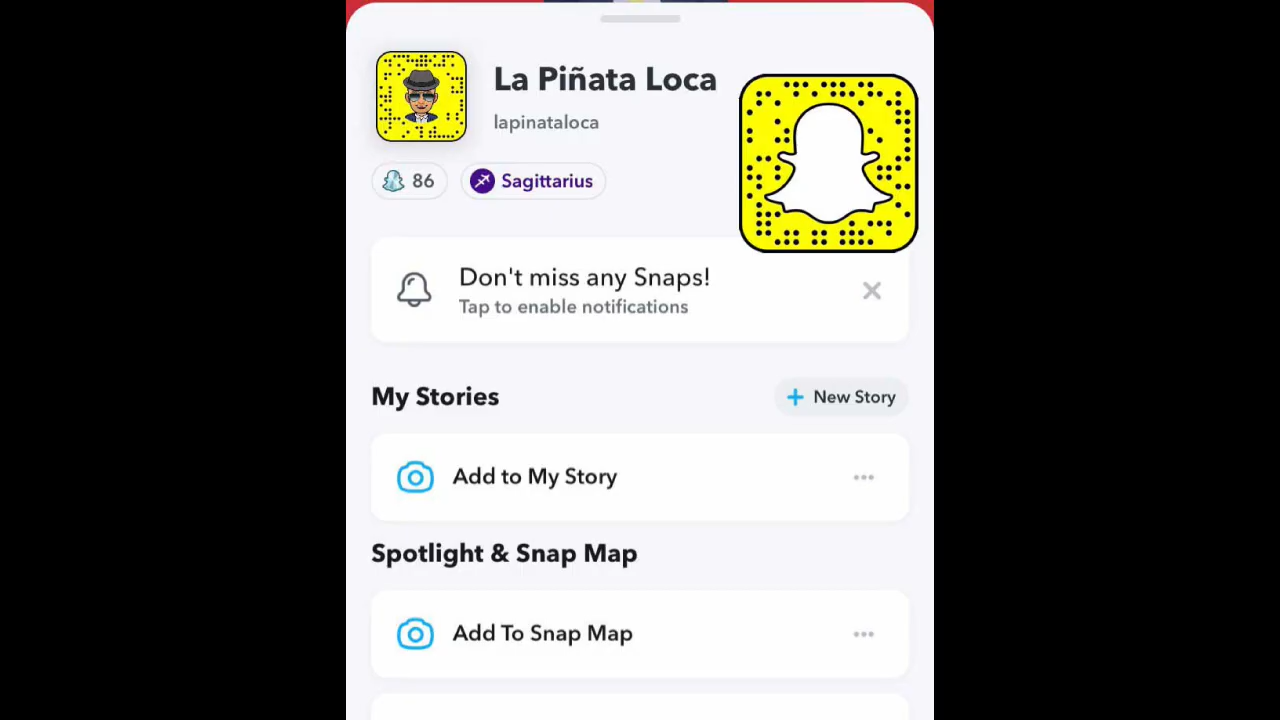 La Piñata Loca
lapinataloca
86
Sagittarius
Don't miss any Snaps!
Tap to enable notifications
My Stories
New Story
Add to My Story
Spotlight & Snap Map
Add To Snap Map